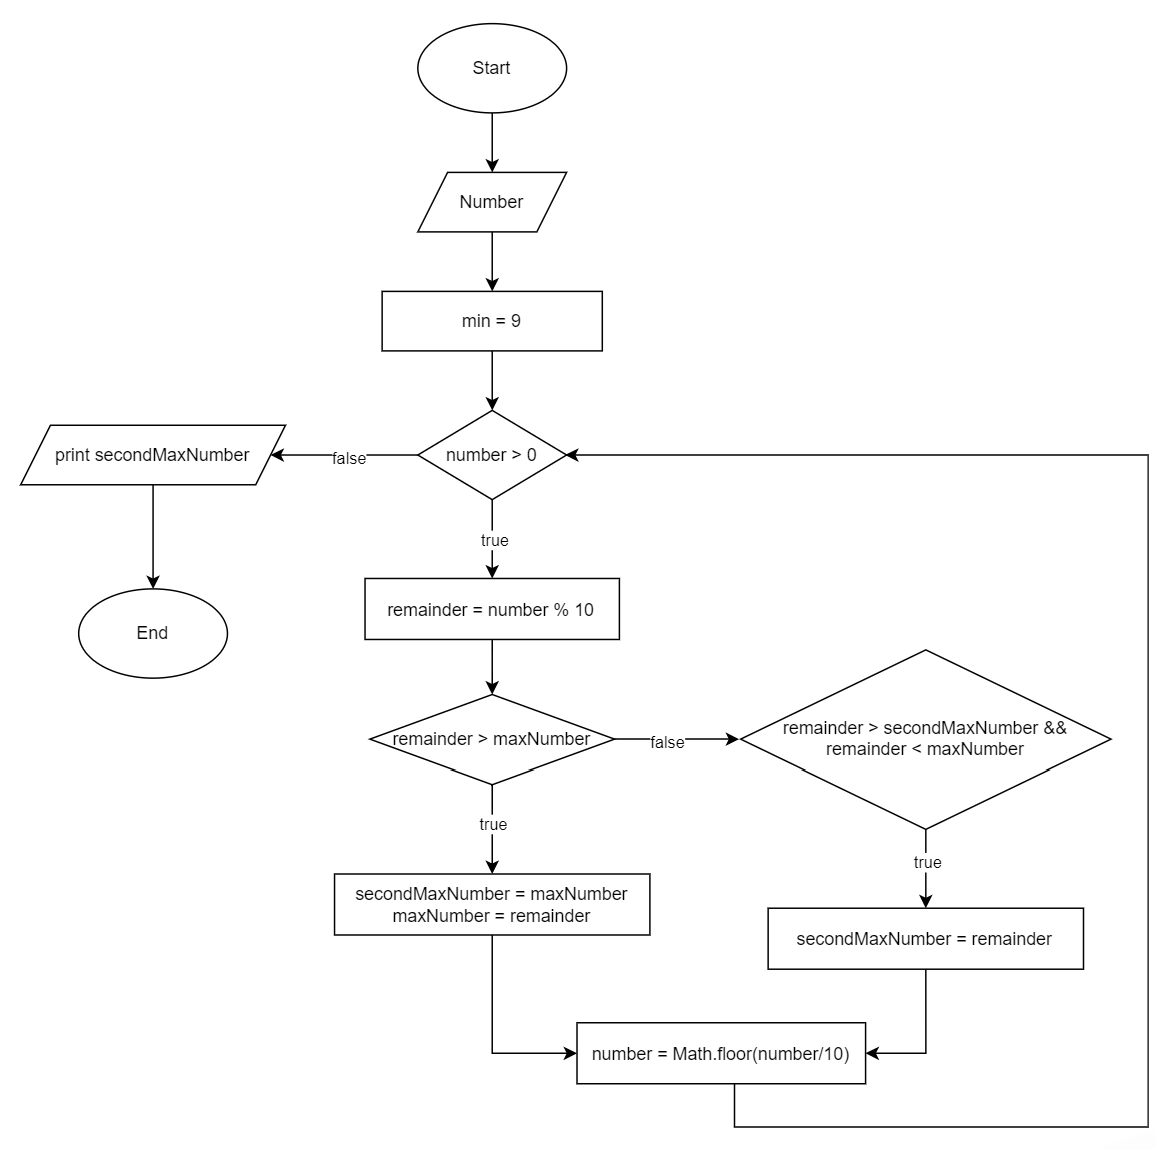 Start
Number
min = 9
number > 0
false
print secondMaxNumber
End
true
remainder = number % 10
remainder > maxNumber
false
remainder > secondMaxNumber &&
remainder < maxNumber
true
secondMaxNumber = maxNumber
maxNumber = remainder
true
secondMaxNumber = remainder
number = Math.floor(number/10)